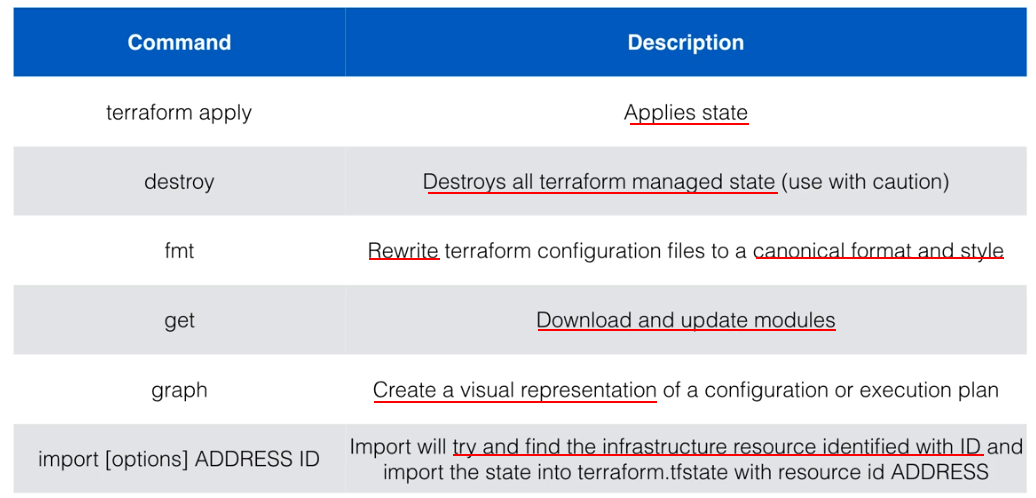 Command Description
terraform apply Applies state
destroy Destroys all terraform managed state (use with caution)
fmt Rewrite terraform configuration files to a canonical format and style
get Download and update modules
graph Create a visual representation of a configuration or execution plan
import [options] ADDRESS ID Import will try and find the infrastructure resource identified with ID and
import the state into terraform.tfstate with resource id ADDRESS